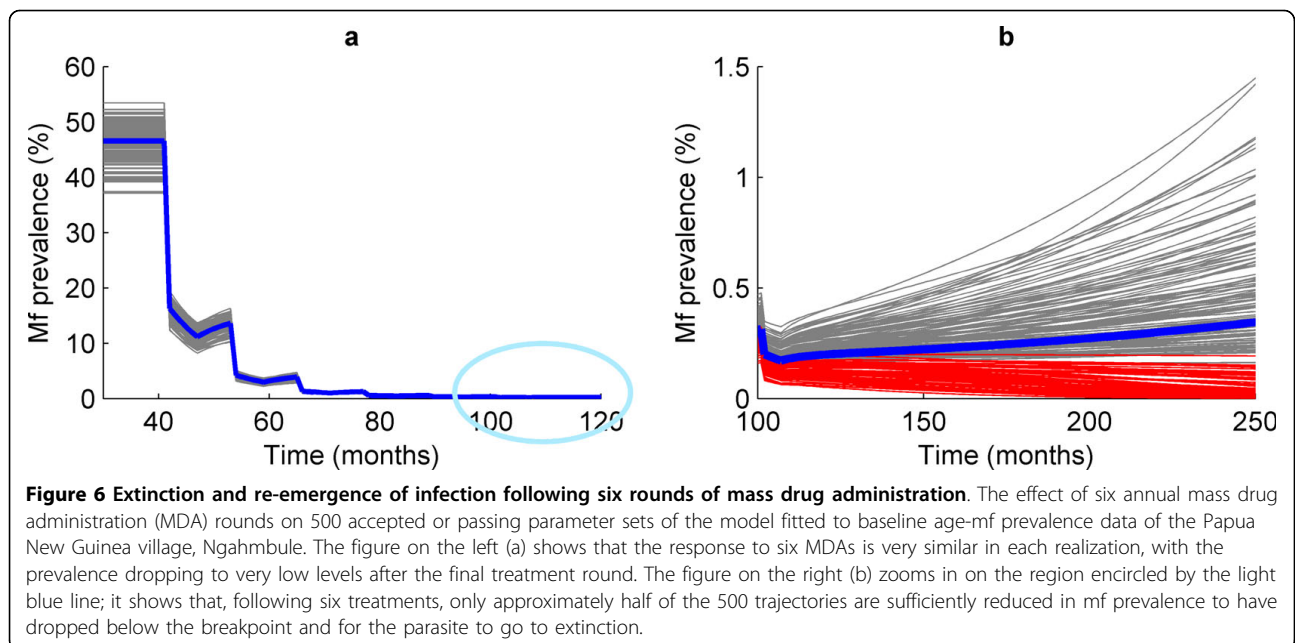 a
b
60
50
40
30
20
10
0
Mf prevalence (%)
40
60
80
100
120
Time (months)
1.5
1
0.5
0
Mf prevalence (%)
100
150
200
250
Time (months)
Figure 6 Extinction and re-emergence of infection following six rounds of mass drug administration. The effect of six annual mass drug
administration (MDA) rounds on 500 accepted or passing parameter sets of the model fitted to baseline age-mf prevalence data of the Papua
New Guinea village, Ngahmbule. The figure on the left (a) shows that the response to six MDAs is very similar in each realization, with the
prevalence dropping to very low levels after the final treatment round. The figure on the right (b) zooms in on the region encircled by the light
blue line; it shows that, following six treatments, only approximately half of the 500 trajectories are sufficiently reduced in mf prevalence to have
dropped below the breakpoint and for the parasite to go to extinction.